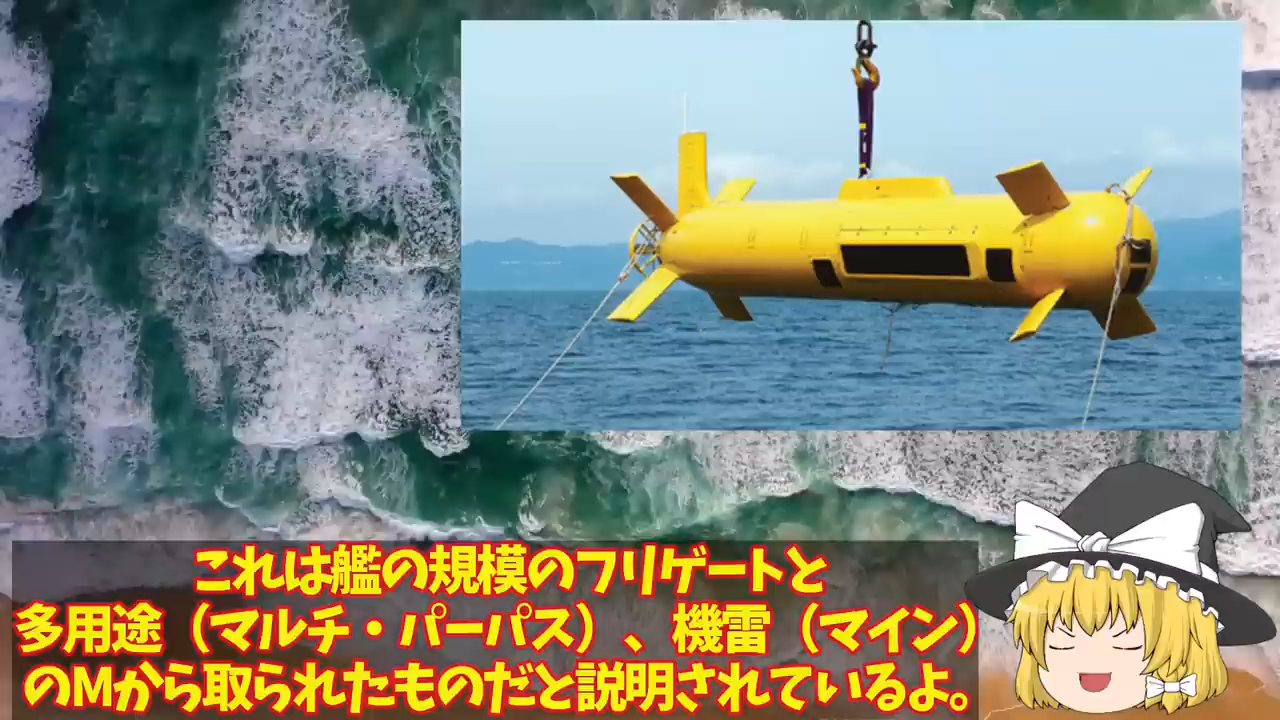 これは艦の規模のフリゲートと
多用途（マルチ・パーパス）、機雷（マイン）
のMから取られたものだと説明されているよ。